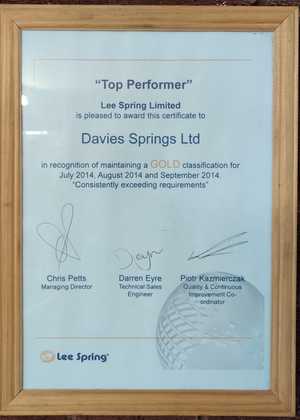 “Top Performer”
Lee Spring Limited
is pleased to award this certificate to
Davies Springs Ltd
in recognition of maintaining a GOLD classification for
July 2014, August 2014 and September 2014.
“Consistently exceeding requirements”
Chris Petts
Managing Director
Darren Eyre
Technical Sales
Engineer
Piotr Kazmierczak
Quality & Continuous
Improvement Co-
ordinator
Lee Spring®